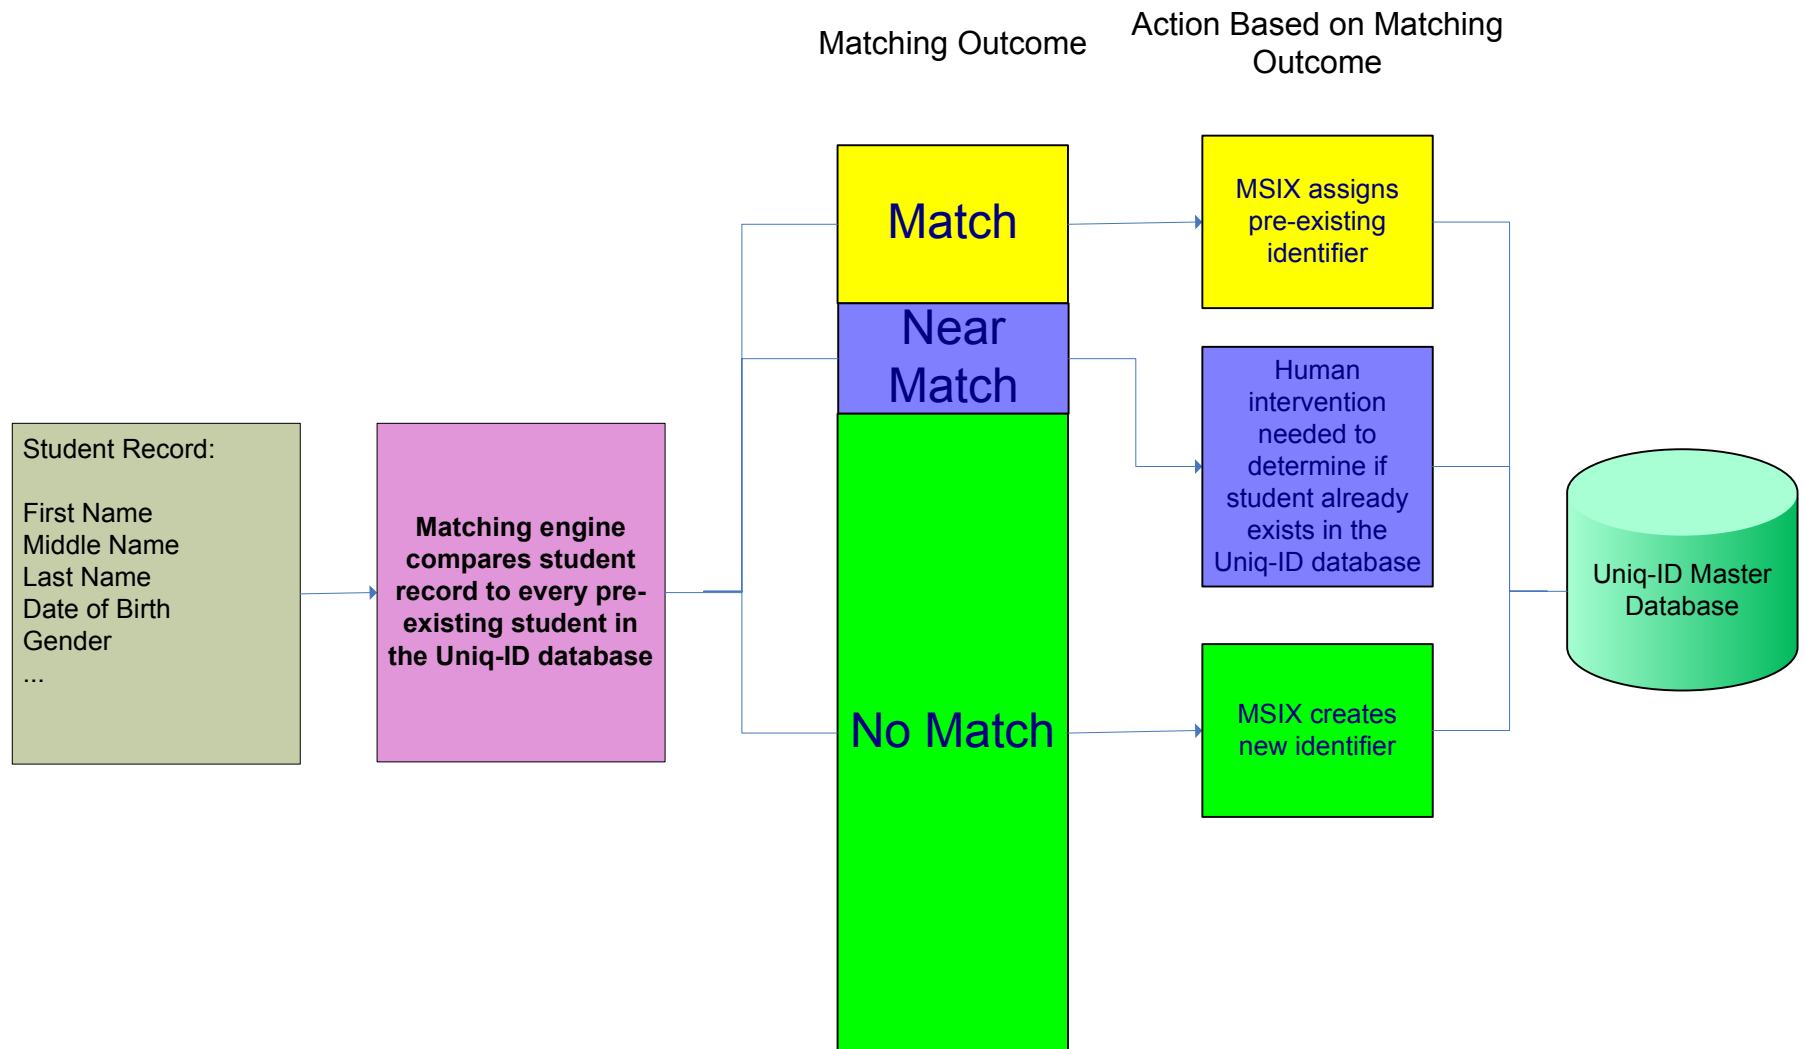 Matching Outcome
Action Based on Matching
Outcome
Student Record:
First Name
Middle Name
Last Name
Date of Birth
Gender
...
Matching engine
compares student
record to every pre-
existing student in
the Uniq-ID database
Match
Near
Match
No Match
MSIX assigns
pre-existing
identifier
Human
intervention
needed to
determine if
student already
exists in the
Uniq-ID database
MSIX creates
new identifier
Uniq-ID Master
Database